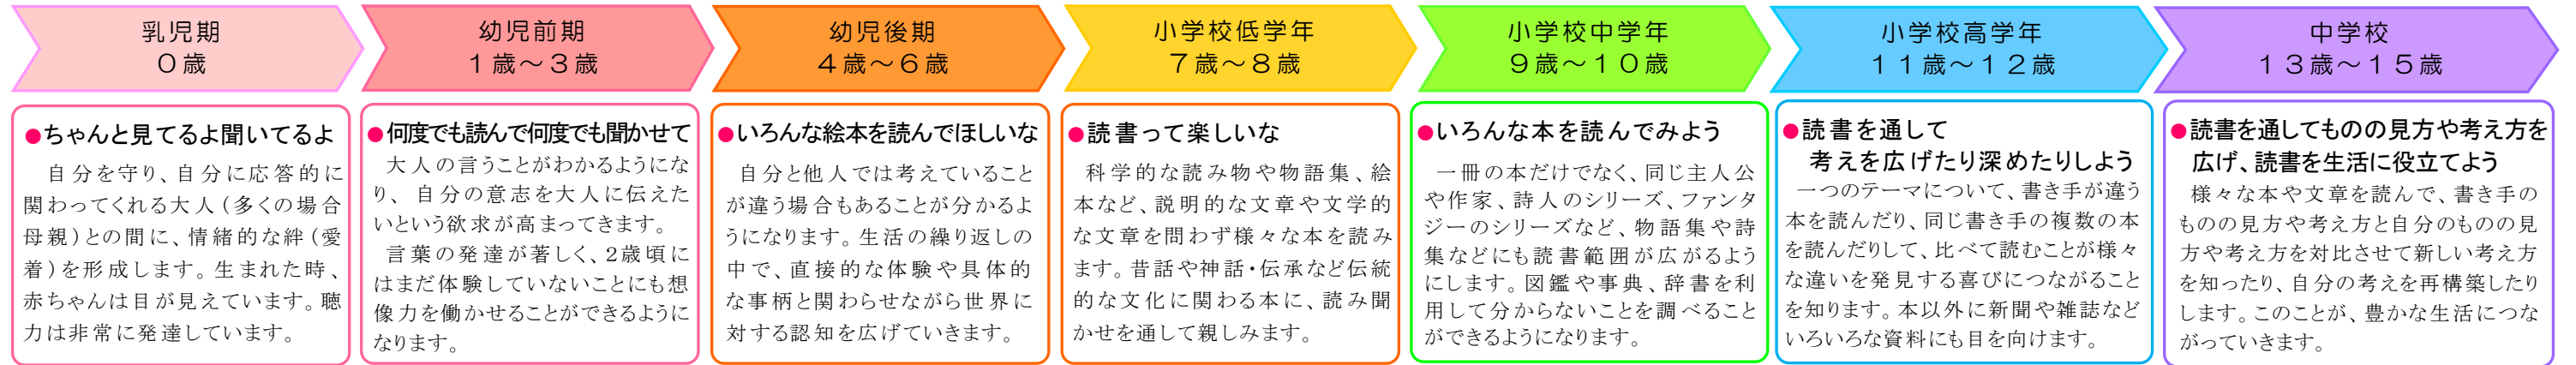 乳児期
０歳
幼児前期
１歳～３歳
幼児後期
４歳～６歳
小学校低学年
７歳～８歳
小学校中学年
９歳～１０歳
小学校高学年
１１歳～１２歳
中学校
１３歳～１５歳
●ちゃんと見てるよ聞いてるよ
自分を守り、自分に応答的に
関わってくれる大人（多くの場合
母親）との間に、情緒的な絆（愛
着）を形成します。生まれた時、
赤ちゃんは目が見えています。聴
力は非常に発達しています。
●何度でも読んで何度でも聞かせて
大人の言うことがわかるようにな
り、 自分の意志を大人に伝えた
いという欲求が高まってきます。
言葉の発達が著しく、2歳頃に
はまだ体験していないことにも想
像力を働かせることができるように
なります。
●いろんな絵本を読んでほしいな
自分と他人では考えていること
が違う場合もあることが分かるよ
うになります。生活の繰り返しの
中で、直接的な体験や具体的
な事柄と関わらせながら世界に
対する認知を広げていきます。
●読書って楽しいな
科学的な読み物や物語集、絵
本など、説明的な文章や文学的
な文章を問わず様々な本を読み
ます。昔話や神話・伝承など伝統
的な文化に関わる本に、読み聞
かせを通して親しみます。
●いろんな本を読んでみよう
一冊の本だけでなく、同じ主人公
や作家、詩人のシリーズ、ファンタ
ジーのシリーズなど、物語集や詩
集などにも読書範囲が広がるよう
にします。図鑑や事典、辞書を利
用して分からないことを調べること
ができるようになります。
●読書を通して
考えを広げたり深めたりしよう
一つのテーマについて、書き手が違う
本を読んだり、同じ書き手の複数の本
を読んだりして、比べて読むことが様々
な違いを発見する喜びにつながること
を知ります。本以外に新聞や雑誌など
いろいろな資料にも目を向けます。
●読書を通してものの見方や考え方を
広げ、読書を生活に役立てよう
様々な本や文章を読んで、書き手の
ものの見方や考え方と自分のものの見
方や考え方を対比させて新しい考え方
を知ったり、自分の考えを再構築したり
します。このことが、豊かな生活につな
がっていきます。